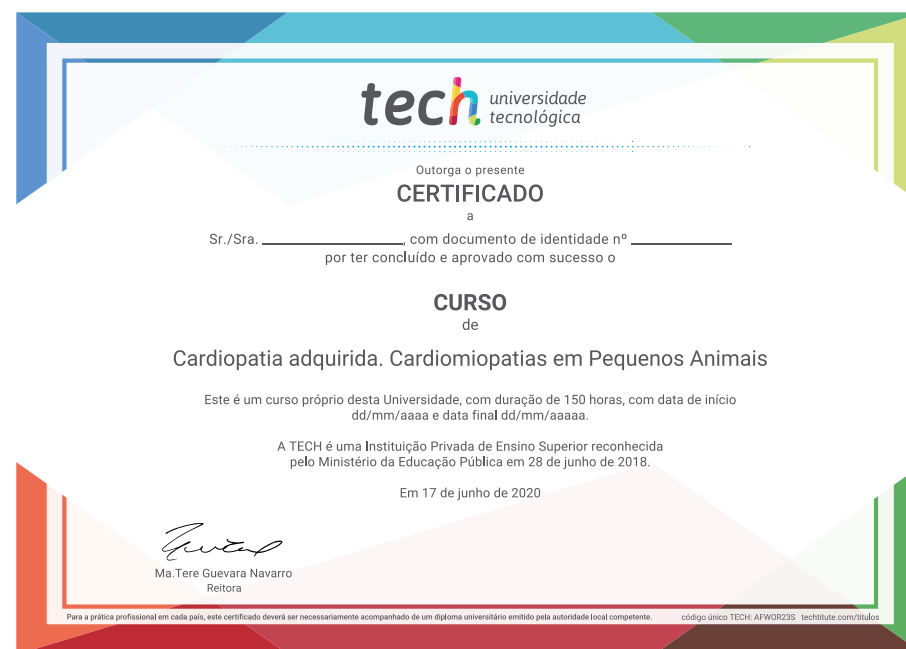 tech universidade
tecnológica
Outorga o presente
CERTIFICADO
a
Sr./Sra. ____________, com documento de identidade nº ____________
por ter concluído e aprovado com sucesso o
CURSO
de
Cardiopatia adquirida. Cardiomiopatias em Pequenos Animais
Este é um curso próprio desta Universidade, com duração de 150 horas, com data de início
dd/mm/aaaa e data final dd/mm/aaaaa.
A TECH é uma Instituição Privada de Ensino Superior reconhecida
pelo Ministério da Educação Pública em 28 de junho de 2018.
Em 17 de junho de 2020
Ma.Tere Guevara Navarro
Reitora
Para a prática profissional em cada país, este certificado deverá ser necessariamente acompanhado de um diploma universitário emitido pela autoridade local competente. código único TECH: AFWOR23S techtitute.com/titulos